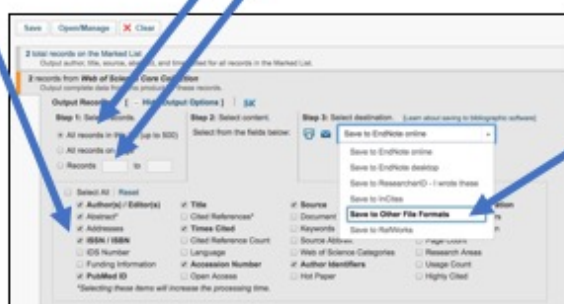 Save Open/Manage Clear
2 total records on the Marked List
Output author, title, source, abstract, and times cited for all records in the Marked List.
2 records from Web of Science Core Collection
Output complete data from this product for these records.
Output Records [ - Hide Output Options ]
Step 1: Select records. Step 2: Select content. Step 3: Select destination. [Learn about saving to bibliographic software]
All records in this list (up to 500) Select from the fields below: Save to EndNote online
All records on
Records to
Save to EndNote online
Save to EndNote desktop
Save to ResearcherID - I wrote these
Save to InCites
Save to Other File Formats
Save to RefWorks
Select All Reset
Author(s) / Editor(s) Title Source
Abstract* Cited References* Document
Addresses Times Cited Keywords
ISSN / ISBN Cited Reference Count Source Abbrev. Page Count
IDS Number Language Web of Science Categories Research Areas
Funding Information Accession Number Author Identifiers Usage Count
PubMed ID Open Access Hot Paper Highly Cited
*Selecting these items will increase the processing time.